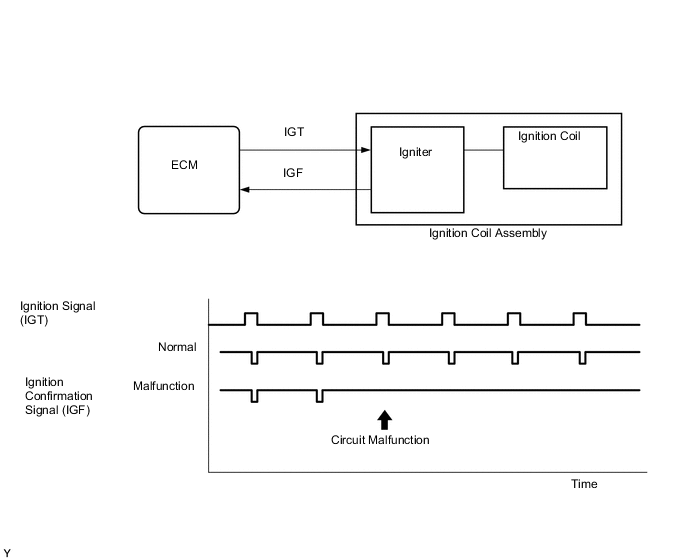 IGT
ECM
IGF
Igniter
Ignition Coil
Ignition Coil Assembly
Ignition Signal
(IGT)
Normal
Malfunction
Ignition
Confirmation
Signal (IGF)
Circuit Malfunction
Time
Y